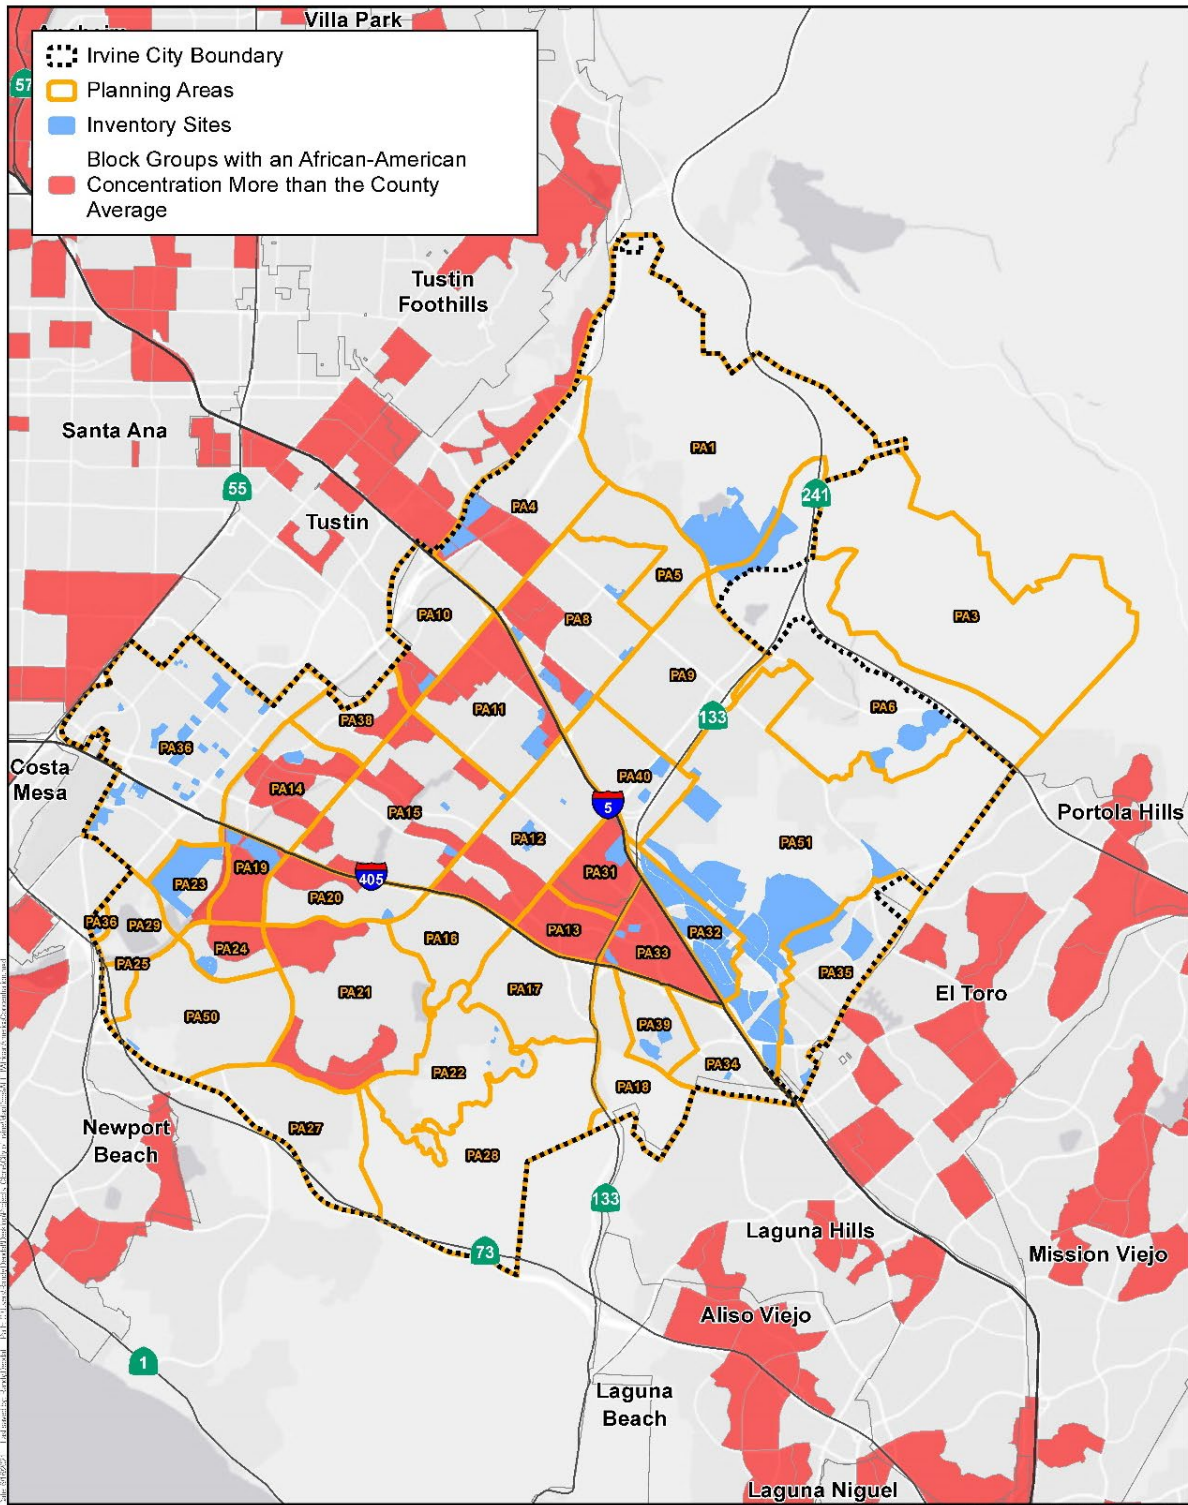 Villa Park
Anaheim
Irvine City Boundary
57
Planning Areas
Inventory Sites
Block Groups with an African-American
Concentration More than the County
Average
Tustin
Foothills
Santa Ana
PA1
55
241
PA4
Tustin
PA5
PA10
PA8
PA3
PA9
PA11
PA6
PA38
133
PA36
Costa
Mesa
PA40
PA14
5
PA15
Portola Hills
PA12
PA51
PA19
PA31
405
PA23
PA20
PA36
PA29
PA13
PA32
PA16
PA24
PA33
PA25
PA35
PA21
PA17
El Toro
PA50
PA39
PA34
PA22
PA18
Newport
Beach
PA27
PA28
133
Laguna Hills
73
Mission Viejo
Aliso Viejo
1
Laguna
Beach
Laguna Niguel